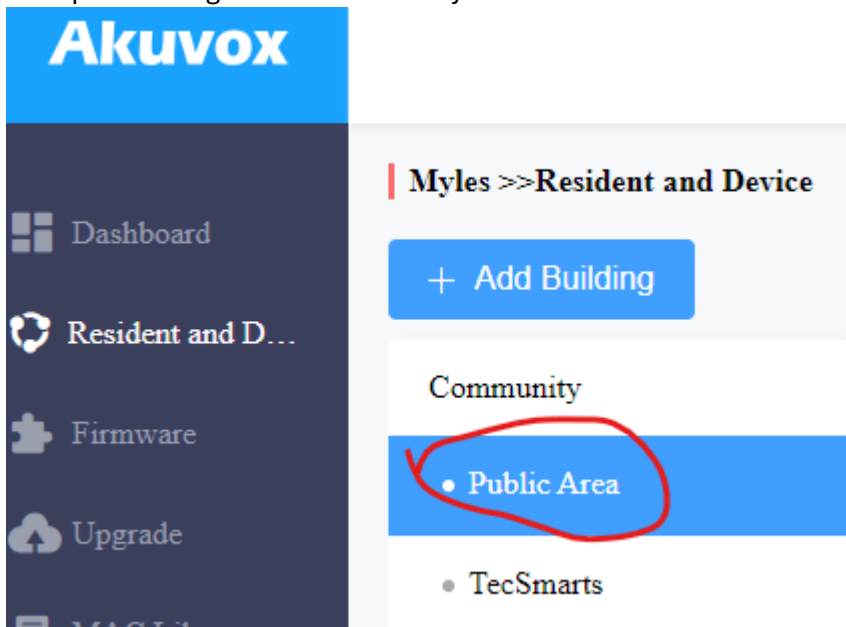 Akuvox
Myles >>Resident and Device
Dashboard
+ Add Building
Resident and D...
Community
Firmware
Public Area
Upgrade
TecSmarts